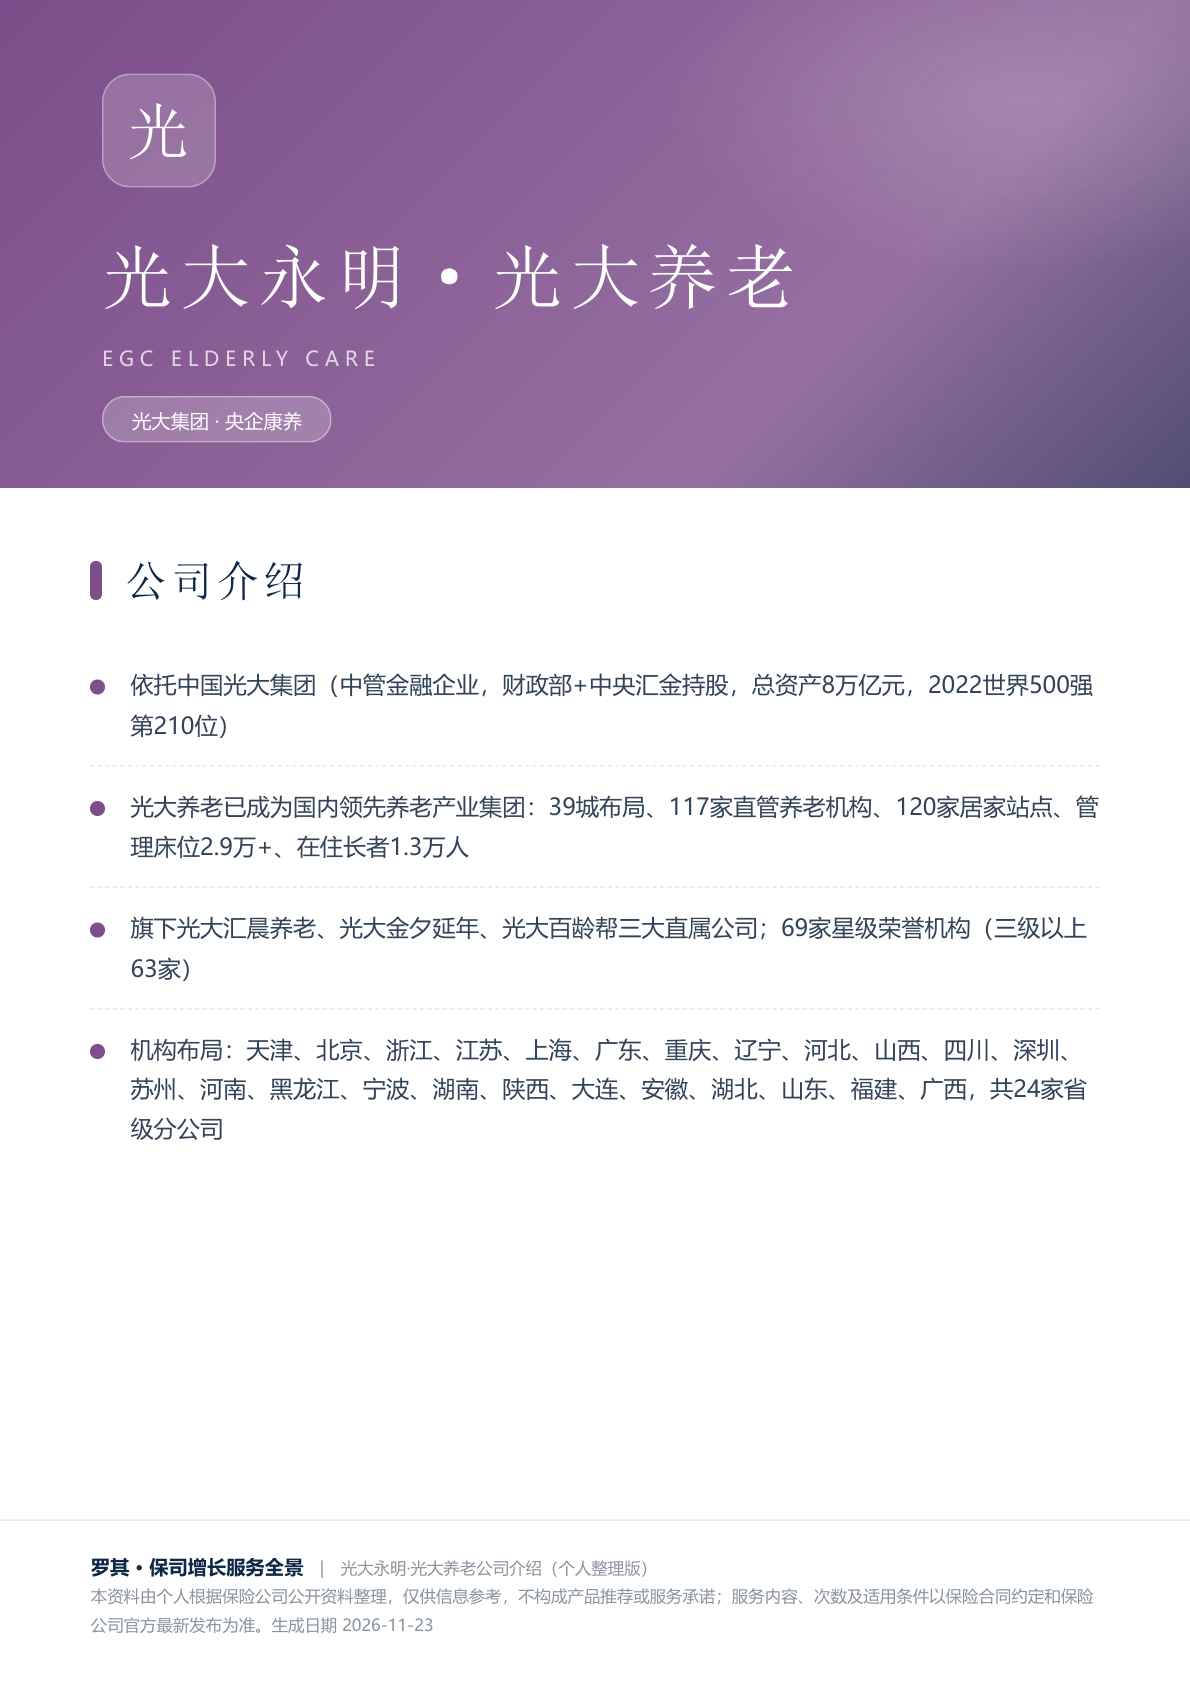 光
光大永明·光大养老
EGC ELDERLY CARE
光大集团·央企康养
公司介绍
依托中国光大集团（中管金融企业，财政部+中央汇金持股，总资产8万亿元，2022世界500强
第210位）
光大养老已成为国内领先养老产业集团：39城布局、117家直管养老机构、120家居家站点、管
理床位2.9万+、在住长者1.3万人
旗下光大汇晨养老、光大金夕延年、光大百龄帮三大直属公司；69家星级荣誉机构（三级以上
63家）
机构布局：天津、北京、浙江、江苏、上海、广东、重庆、辽宁、河北、山西、四川、深圳、
苏州、河南、黑龙江、宁波、湖南、陕西、大连、安徽、湖北、山东、福建、广西，共24家省
级分公司
罗其·保司增长服务全景 | 光大永明·光大养老公司介绍（个人整理版）
本资料由个人根据保险公司公开资料整理，仅供信息参考，不构成产品推荐或服务承诺；服务内容、次数及适用条件以保险合同约定和保险
公司官方最新发布为准。生成日期 2026-11-23